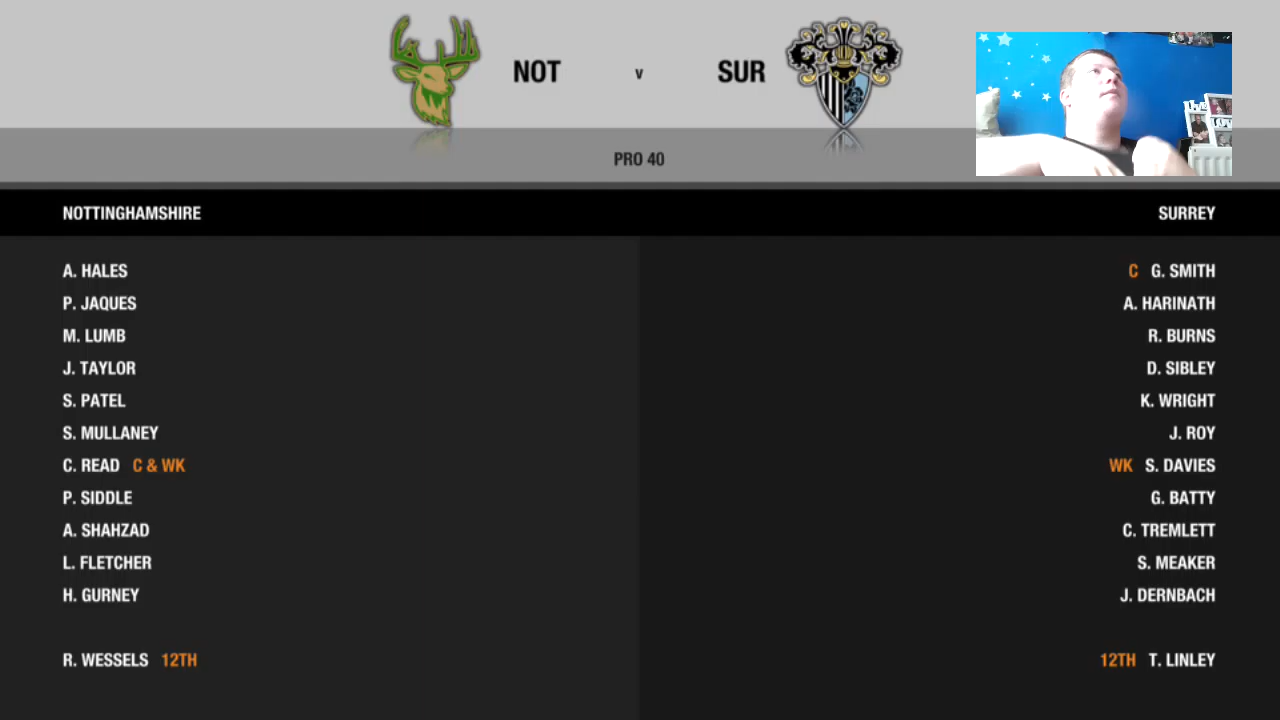 NOT v SUR
PRO 40
NOTTINGHAMSHIRE SURREY
A. HALES C G. SMITH
P. JAQUES A. HARINATH
M. LUMB R. BURNS
J. TAYLOR D. SIBLEY
S. PATEL K. WRIGHT
S. MULLANEY J. ROY
C. READ C & WK WK S. DAVIES
P. SIDDLE G. BATTY
A. SHAHZAD C. TREMLETT
L. FLETCHER S. MEAKER
H. GURNEY J. DERNBACH
R. WESSELS 12TH 12TH T. LINLEY